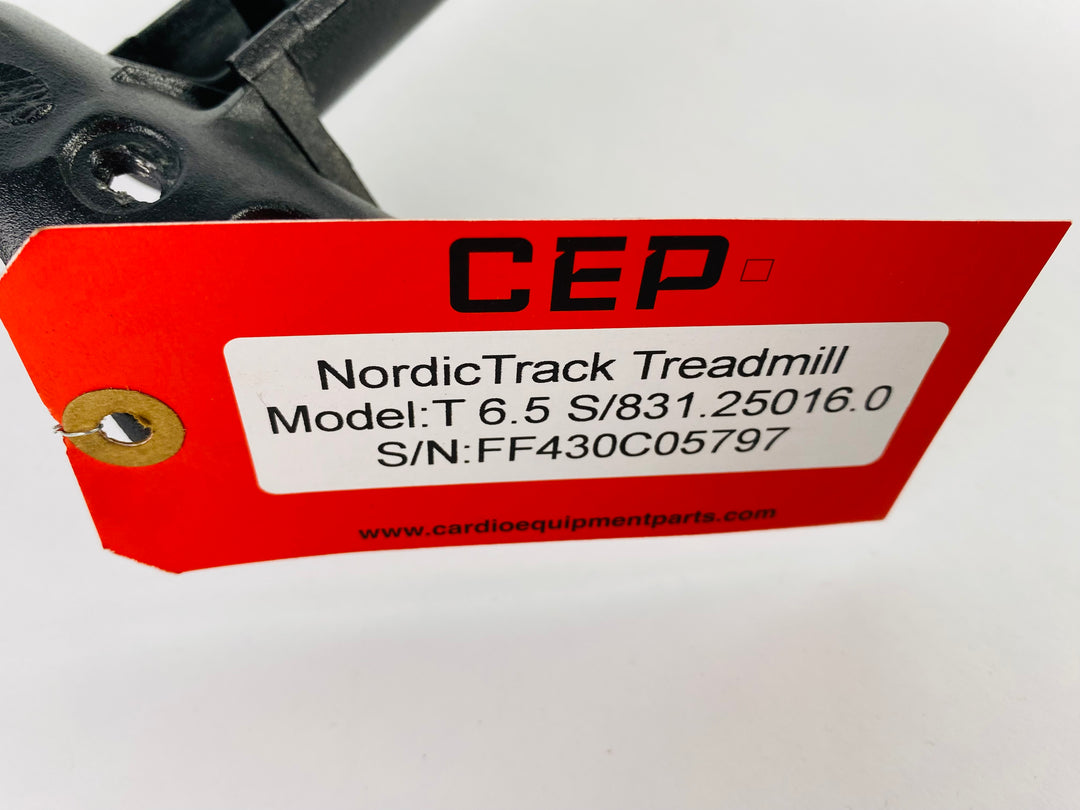 CEP
NordicTrack Treadmill
Model:T 6.5 S/831.25016.0
S/N:FF430C05797
www.cardioequipmentparts.com